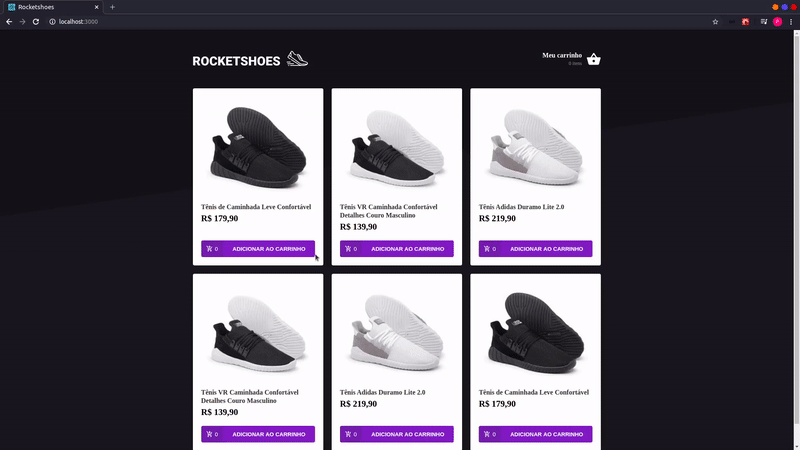 Rocketshoes
localhost:3000
ROCKETSHOES
Meu carrinho
0 itens
Tênis de Caminhada Leve Confortável
R$ 179,90
0 ADICIONAR AO CARRINHO
Tênis VR Caminhada Confortável
Detalhes Couro Masculino
R$ 139,90
0 ADICIONAR AO CARRINHO
Tênis Adidas Duramo Lite 2.0
R$ 219,90
0 ADICIONAR AO CARRINHO
Tênis VR Caminhada Confortável
Detalhes Couro Masculino
R$ 139,90
0 ADICIONAR AO CARRINHO
Tênis Adidas Duramo Lite 2.0
R$ 219,90
0 ADICIONAR AO CARRINHO
Tênis de Caminhada Leve Confortável
R$ 179,90
0 ADICIONAR AO CARRINHO